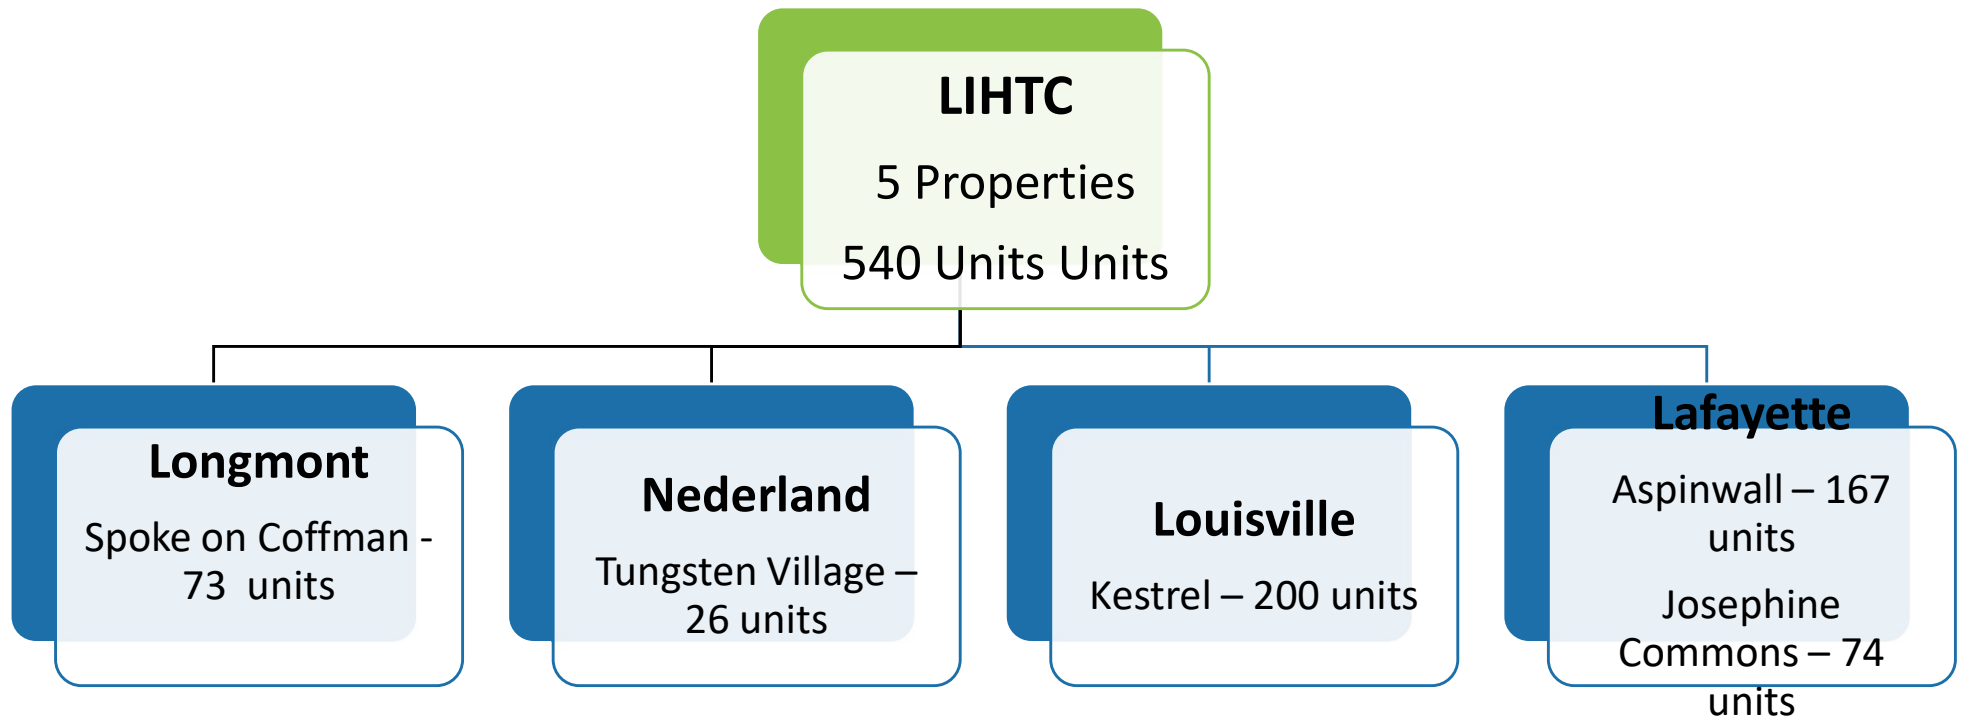 LIHTC
5 Properties
540 Units Units
Longmont
Spoke on Coffman -
73  units
Nederland
Tungsten Village –
26 units
Louisville
Kestrel – 200 units
Lafayette
Aspinwall – 167
units
Josephine
Commons – 74
units